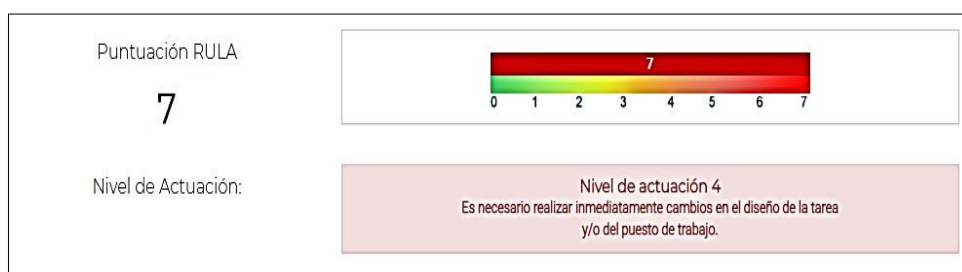 Puntuación RULA
7
7
0 1 2 3 4 5 6 7
Nivel de Actuación:
Nivel de actuación 4
Es necesario realizar inmediatamente cambios en el diseño de la tarea
y/o del puesto de trabajo.